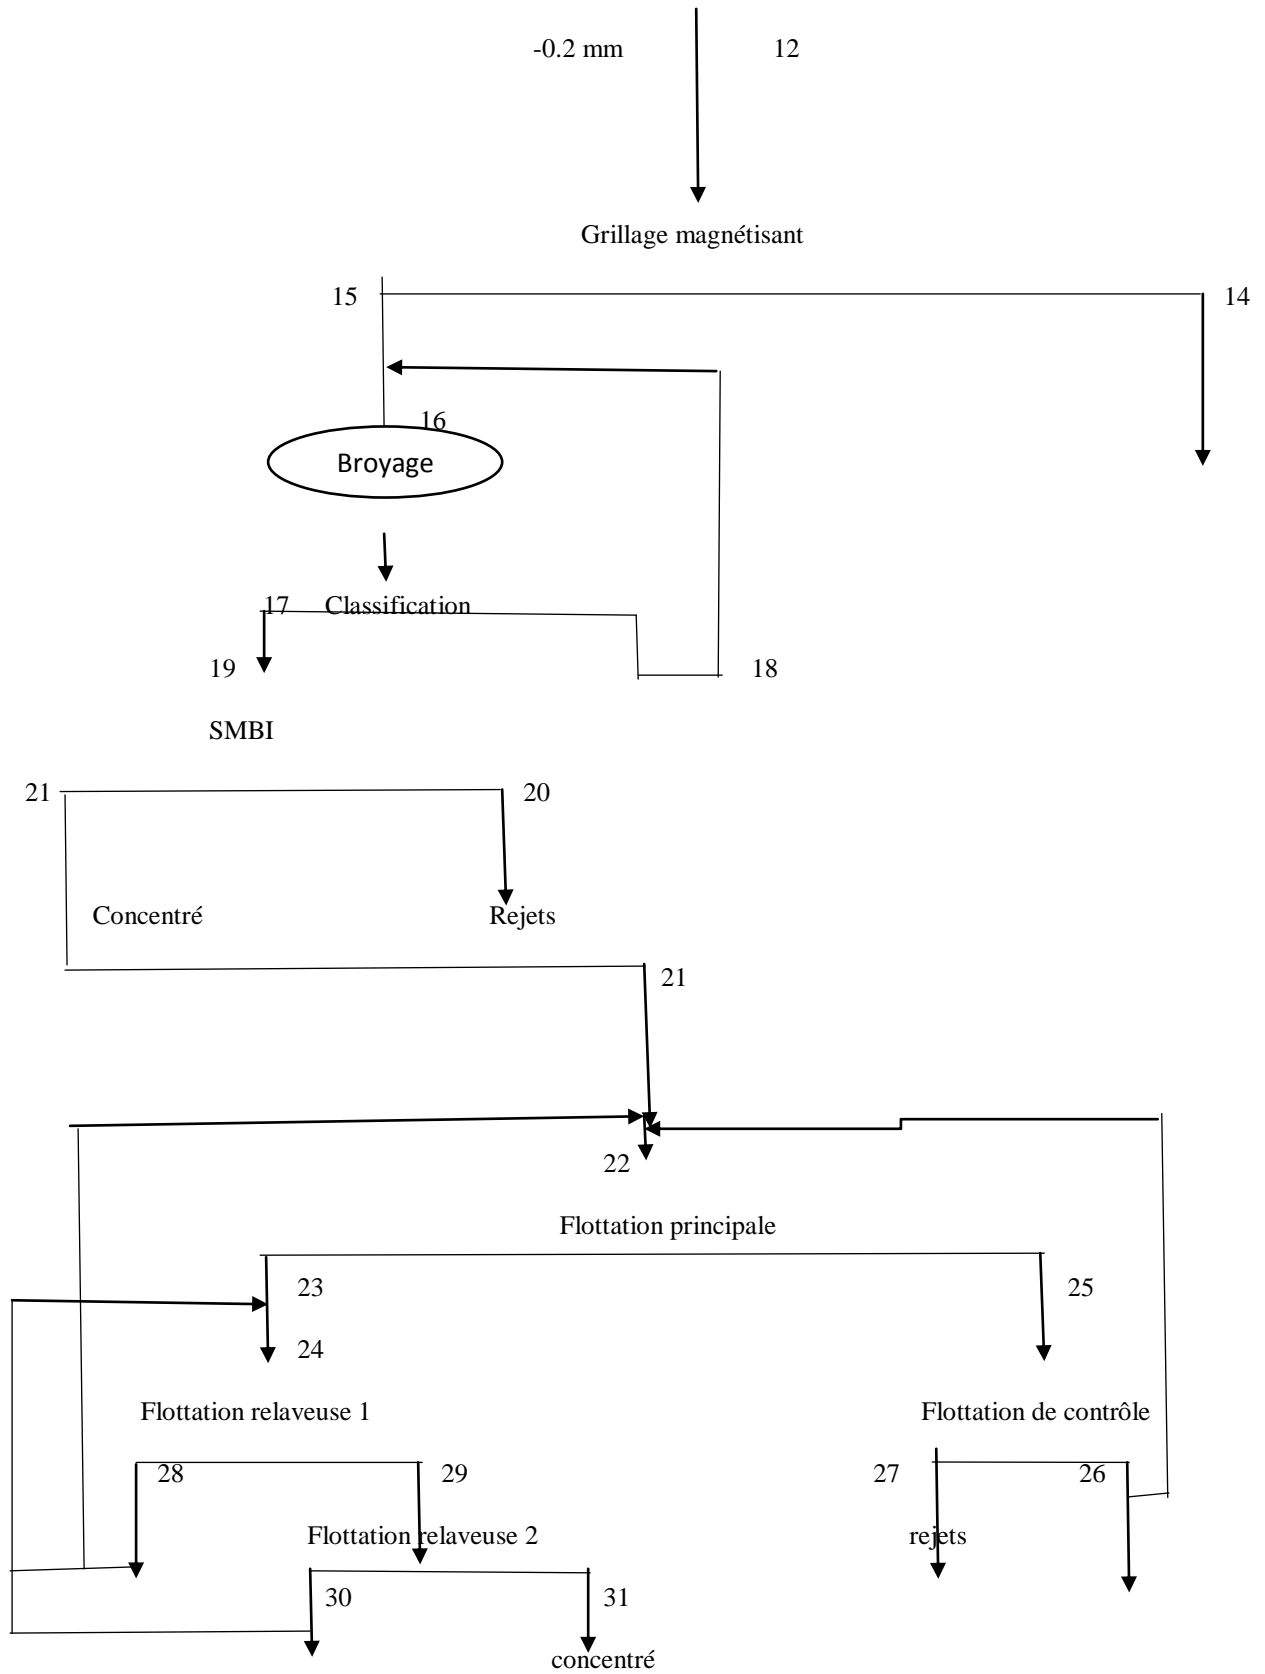 -0.2 mm 12
Grillage magnétisant
15 14
16
Broyage
17 Classification
19 18
SMBI
21 20
Concentré Rejets
21
22
Flottation principale
23 25
24
Flottation relaveuse 1 Flottation de contrôle
28 29 27 26
Flottation relaveuse 2 rejets
30 31
concentré